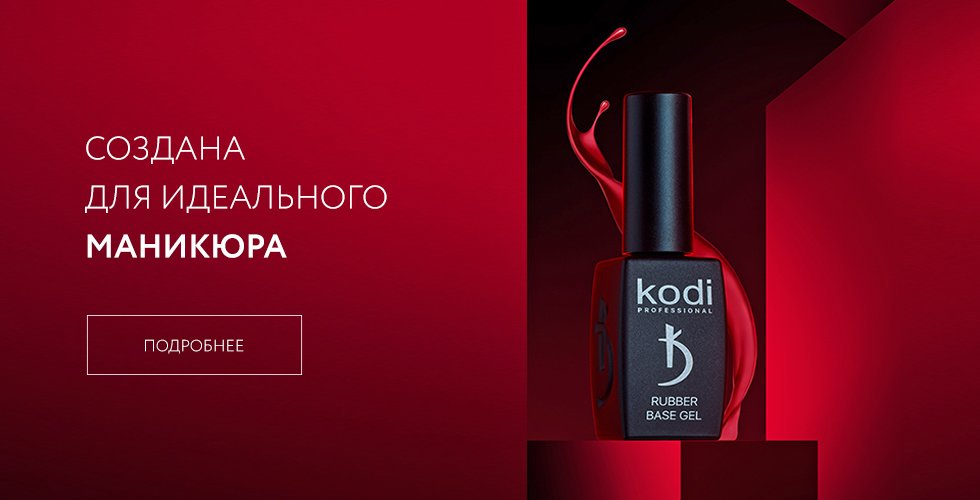 СОЗДАНА
ДЛЯ ИДЕАЛЬНОГО
МАНИКЮРА
ПОДРОБНЕЕ
kodi
PROFESSIONAL
RUBBER
BASE GEL